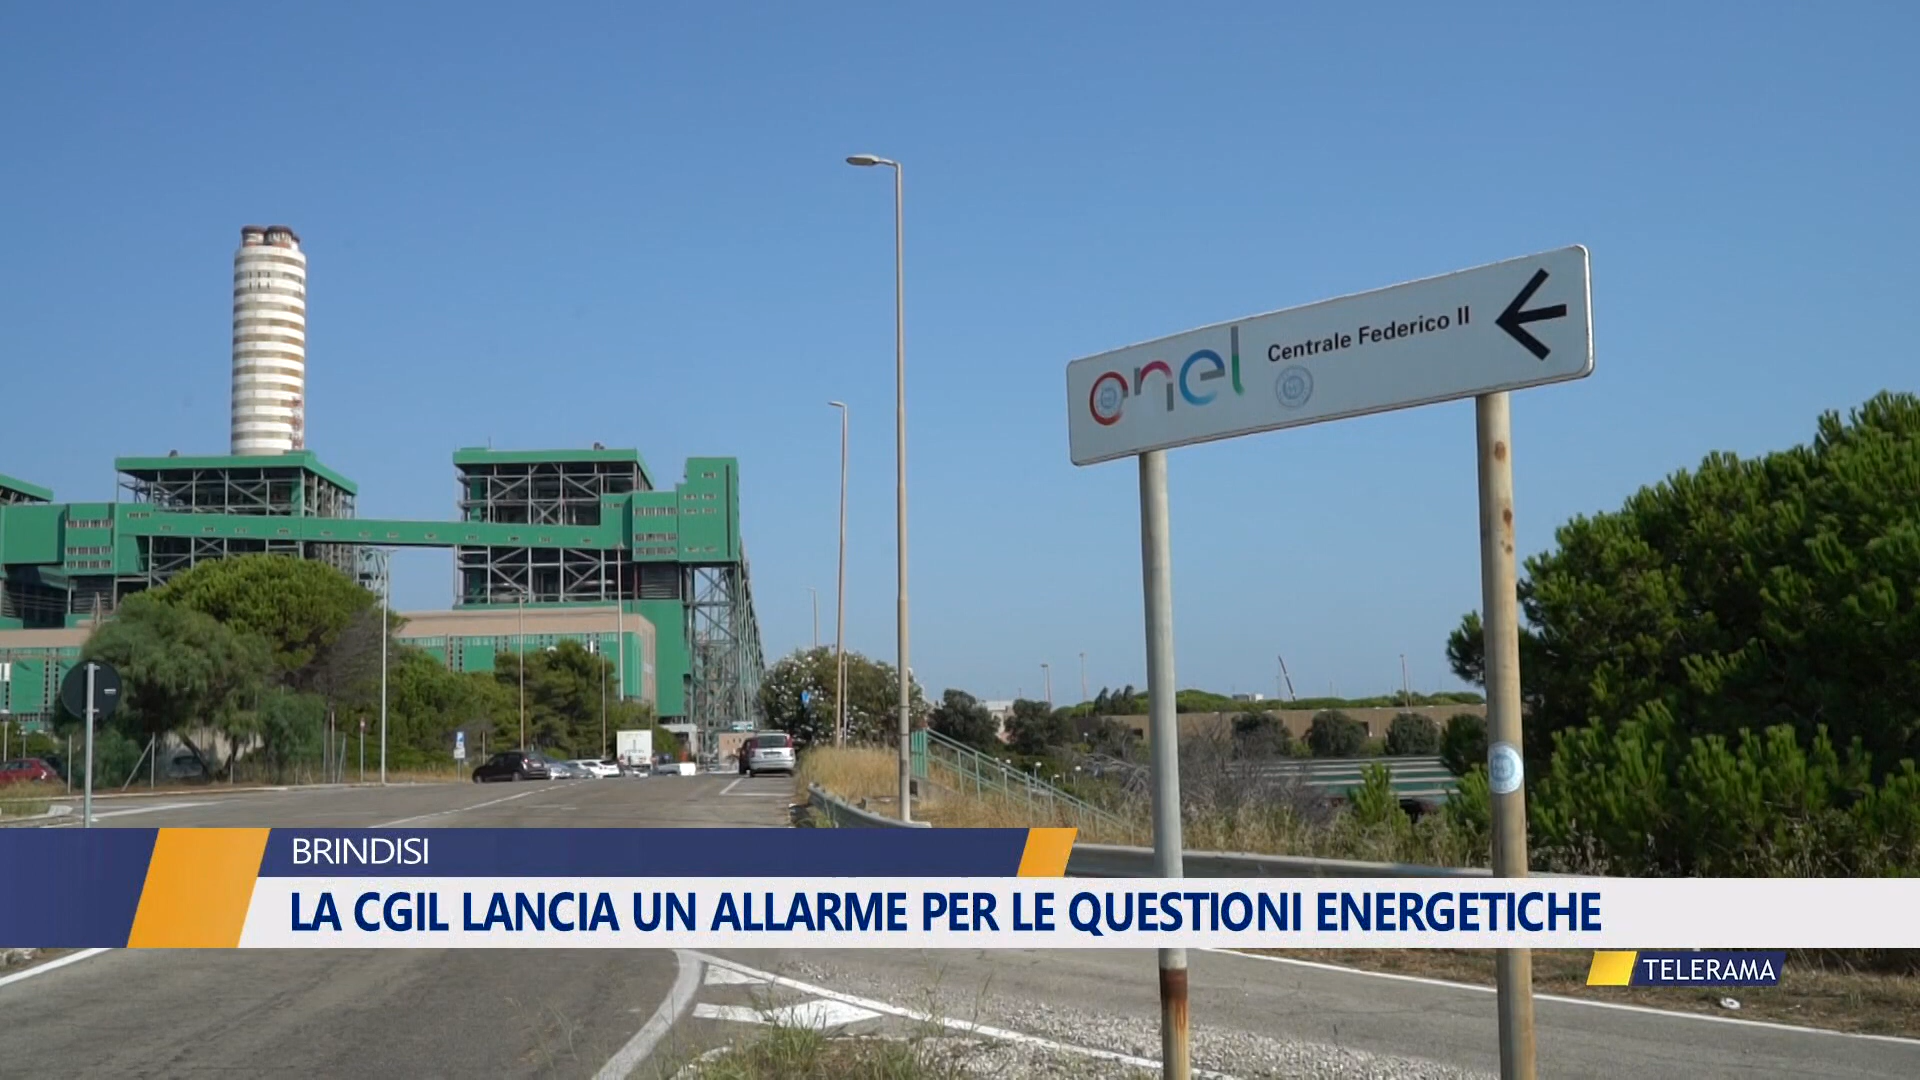 enel Centrale Federico II
BRINDISI
LA CGIL LANCIA UN ALLARME PER LE QUESTIONI ENERGETICHE
TELERAMA